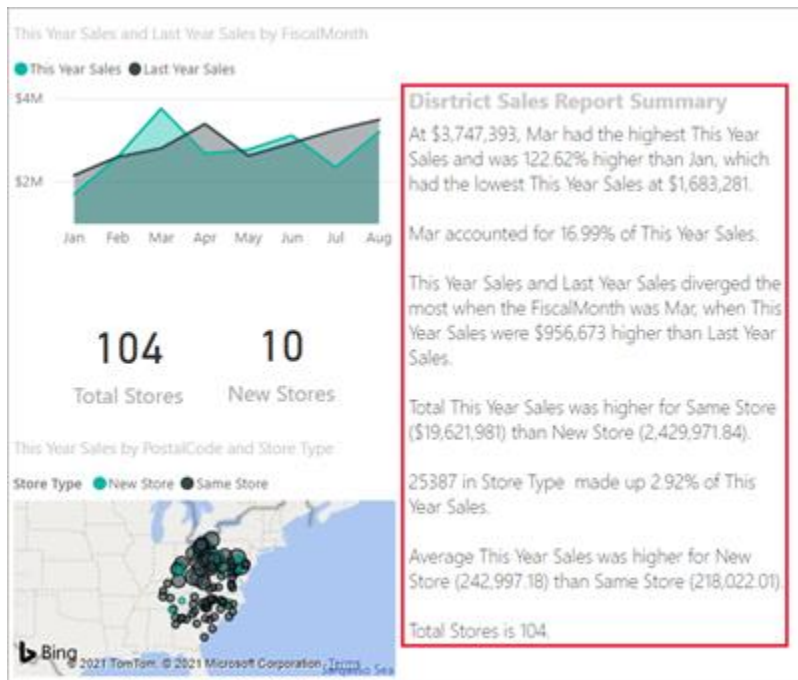 This Year Sales and Last Year Sales by FiscalMonth
This Year Sales Last Year Sales
$4M
$2M
Jan Feb Mar Apr May Jun Jul Aug
104
Total Stores
10
New Stores
This Year Sales by PostalCode and Store Type
Store Type New Store Same Store
Bing
© 2021 TomTom, © 2021 Microsoft Corporation Terms
Sargasso Sea
Disrtrict Sales Report Summary
At $3,747,393, Mar had the highest This Year
Sales and was 122.62% higher than Jan, which
had the lowest This Year Sales at $1,683,281.
Mar accounted for 16.99% of This Year Sales.
This Year Sales and Last Year Sales diverged the
most when the FiscalMonth was Mar, when This
Year Sales were $956,673 higher than Last Year
Sales.
Total This Year Sales was higher for Same Store
($19,621,981) than New Store (2,429,971.84).
25387 in Store Type made up 2.92% of This
Year Sales.
Average This Year Sales was higher for New
Store (242,997.18) than Same Store (218,022.01).
Total Stores is 104.